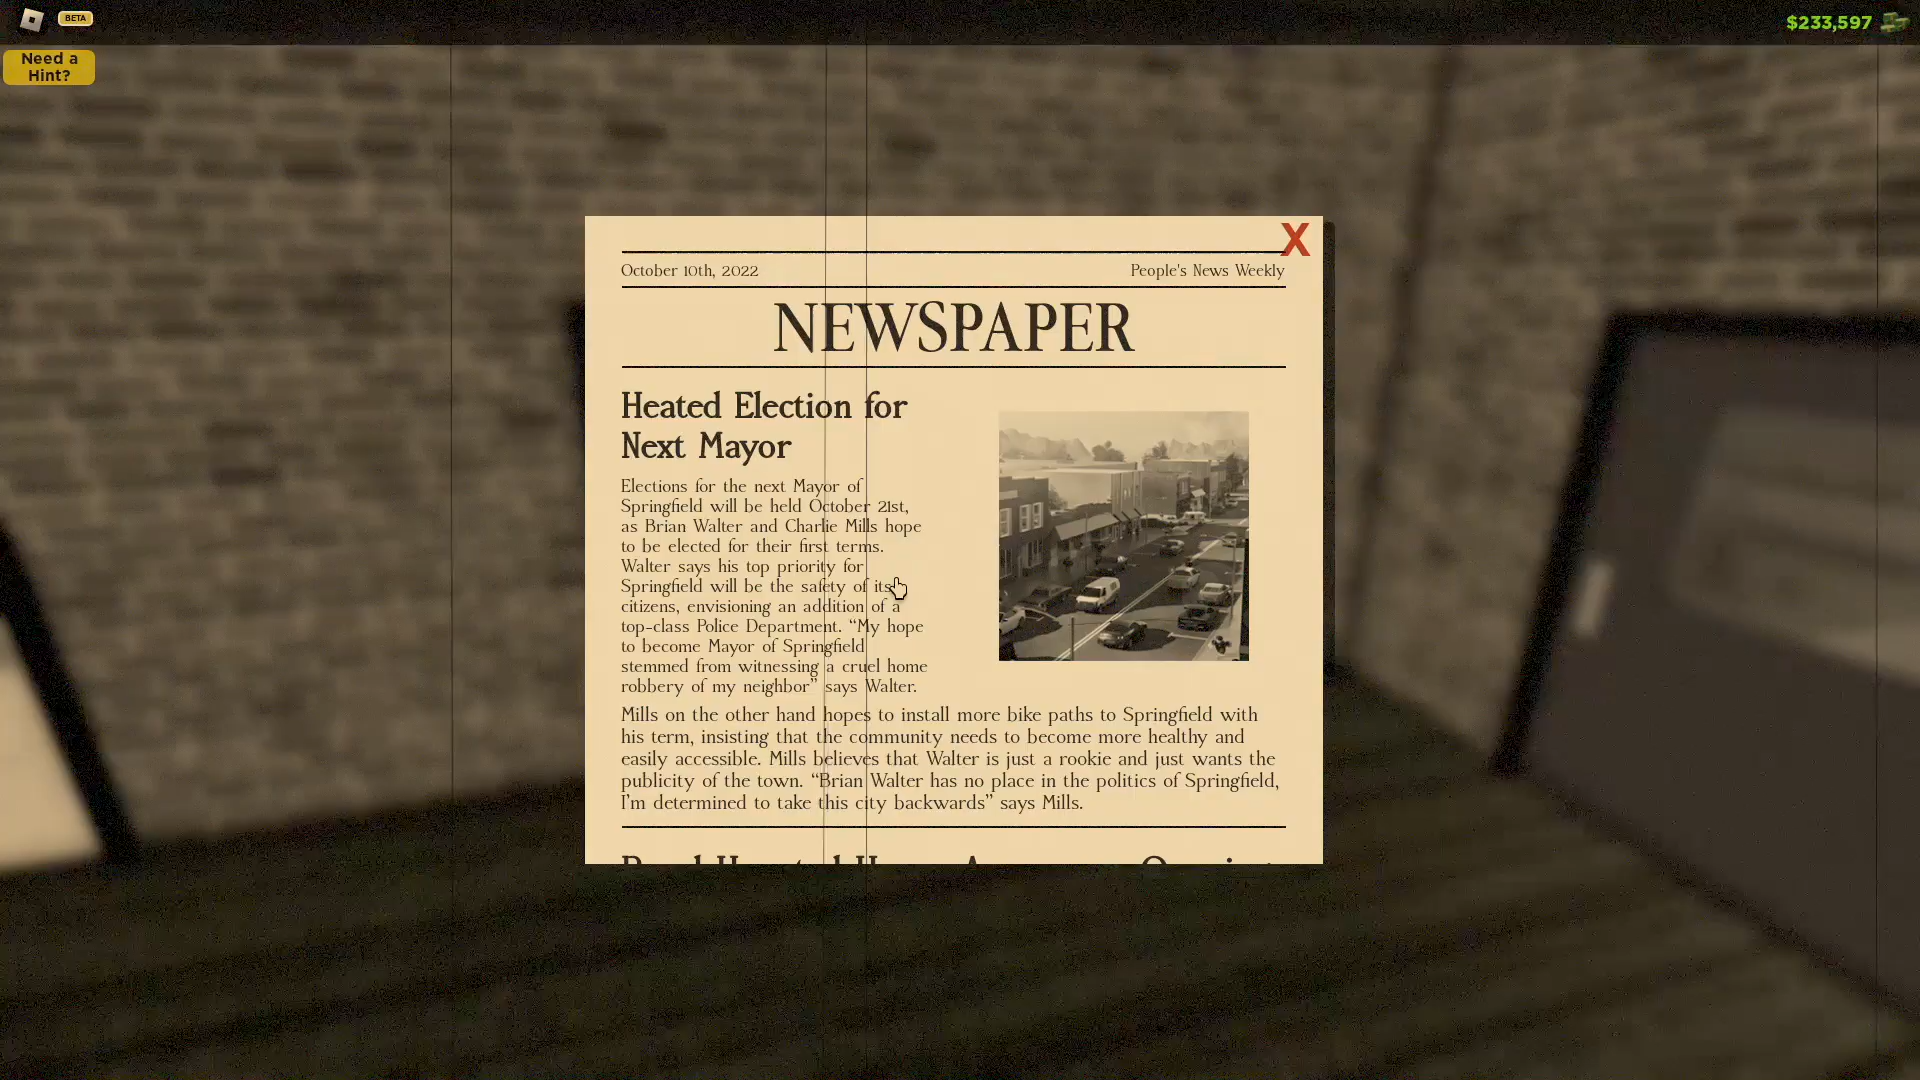 BETA
$233,597
Need a
Hint?
X
October 10th, 2022
People's News Weekly
NEWSPAPER
Heated Election for
Next Mayor
Elections for the next Mayor of
Springfield will be held October 21st,
as Brian Walter and Charlie Mills hope
to be elected for their first terms.
Walter says his top priority for
Springfield will be the safety of its
citizens, envisioning an addition of a
top-class Police Department. “My hope
to become Mayor of Springfield
stemmed from witnessing a cruel home
robbery of my neighbor” says Walter.
Mills on the other hand hopes to install more bike paths to Springfield with
his term, insisting that the community needs to become more healthy and
easily accessible. Mills believes that Walter is just a rookie and just wants the
publicity of the town. “Brian Walter has no place in the politics of Springfield,
I'm determined to take this city backwards” says Mills.